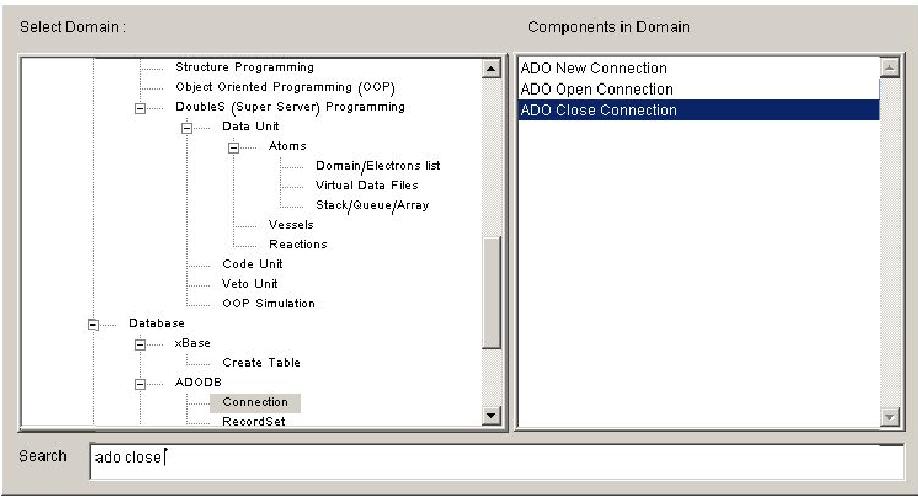 Select Domain :
Components in Domain
Structure Programming
Object Oriented Programming (OOP)
DoubleS (Super Server) Programming
Data Unit
Atoms
Domain/Electrons list
Virtual Data Files
Stack/Queue/Array
Vessels
Reactions
Code Unit
Veto Unit
OOP Simulation
Database
xBase
Create Table
ADODB
Connection
RecordSet
ADO New Connection
ADO Open Connection
ADO Close Connection
Search
ado close